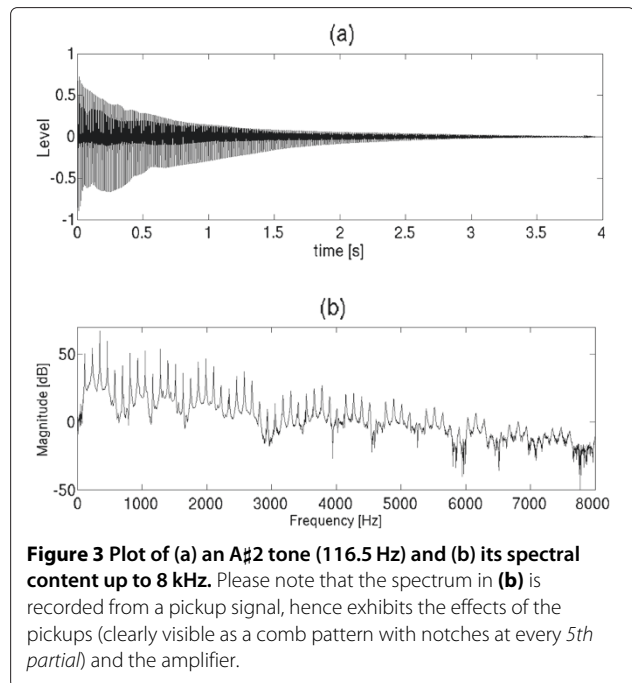 (a)
1
0.5
0
-0.5
-1
Level
0 0.5 1 1.5 2 2.5 3 3.5 4
time [s]
(b)
50
0
-50
Magnitude [dB]
0 1000 2000 3000 4000 5000 6000 7000 8000
Frequency [Hz]
Figure 3 Plot of (a) an A♯2 tone (116.5 Hz) and (b) its spectral
content up to 8 kHz. Please note that the spectrum in (b) is
recorded from a pickup signal, hence exhibits the effects of the
pickups (clearly visible as a comb pattern with notches at every 5th
partial) and the amplifier.